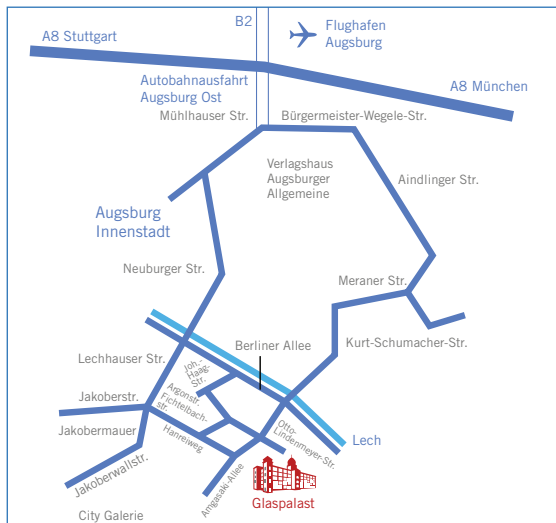 B2
Flughafen
Augsburg
A8 Stuttgart
Autobahnausfahrt
Augsburg Ost
A8 München
Mühlhauser Str.
Bürgermeister-Wegele-Str.
Verlagshaus
Augsburger
Allgemeine
Aindlinger Str.
Augsburg
Innenstadt
Neuburger Str.
Meraner Str.
Berliner Allee
Kurt-Schumacher-Str.
Lechhauser Str.
Joh.-
Haag-
Str.
Argonstr.
Fichtelbach-
str.
Jakoberstr.
Jakobermauer
Hanreiweg
Otto-
Lindenmeyer-Str.
Lech
Jakoberwallstr.
Amgasaki-Allee
Glaspalast
City Galerie